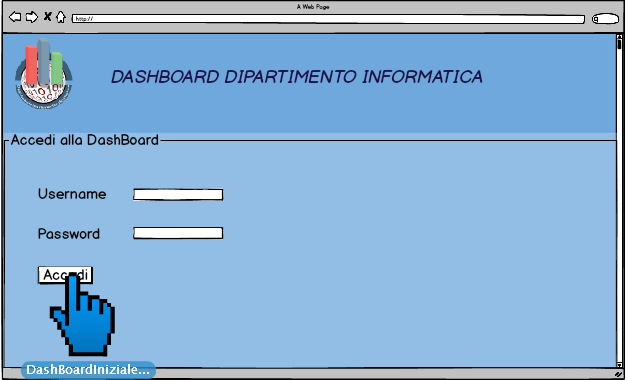 A Web Page
http://
DASHBOARD DIPARTIMENTO INFORMATICA
Accedi alla DashBoard
Username
Password
Accedi
DashBoardIniziale...